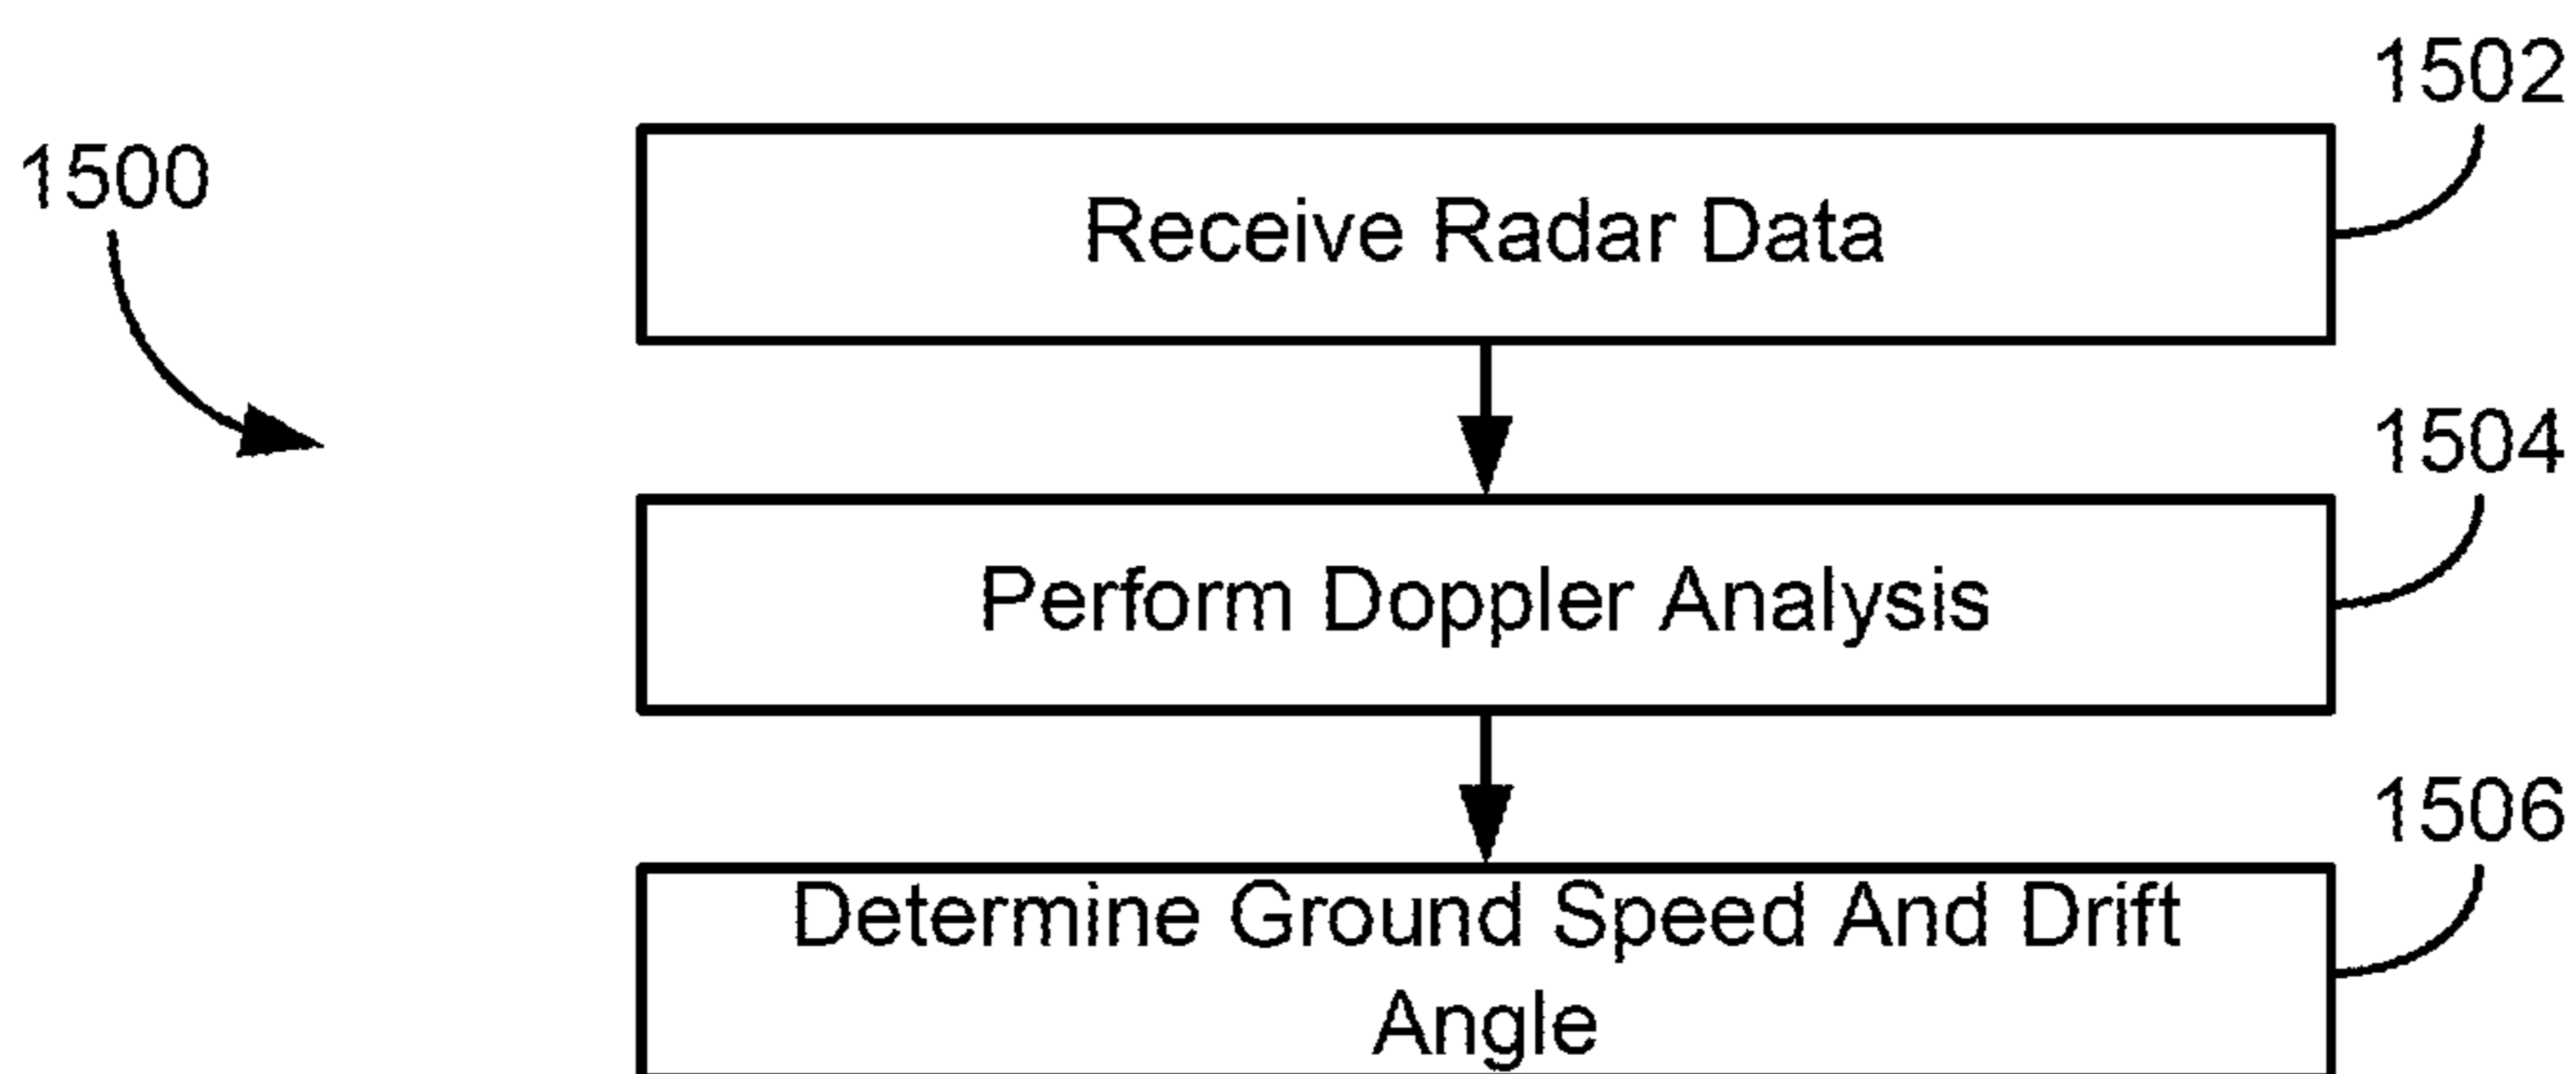 1502
1500
Receive Radar Data
1504
Perform Doppler Analysis
1506
Determine Ground Speed And Drift
Angle